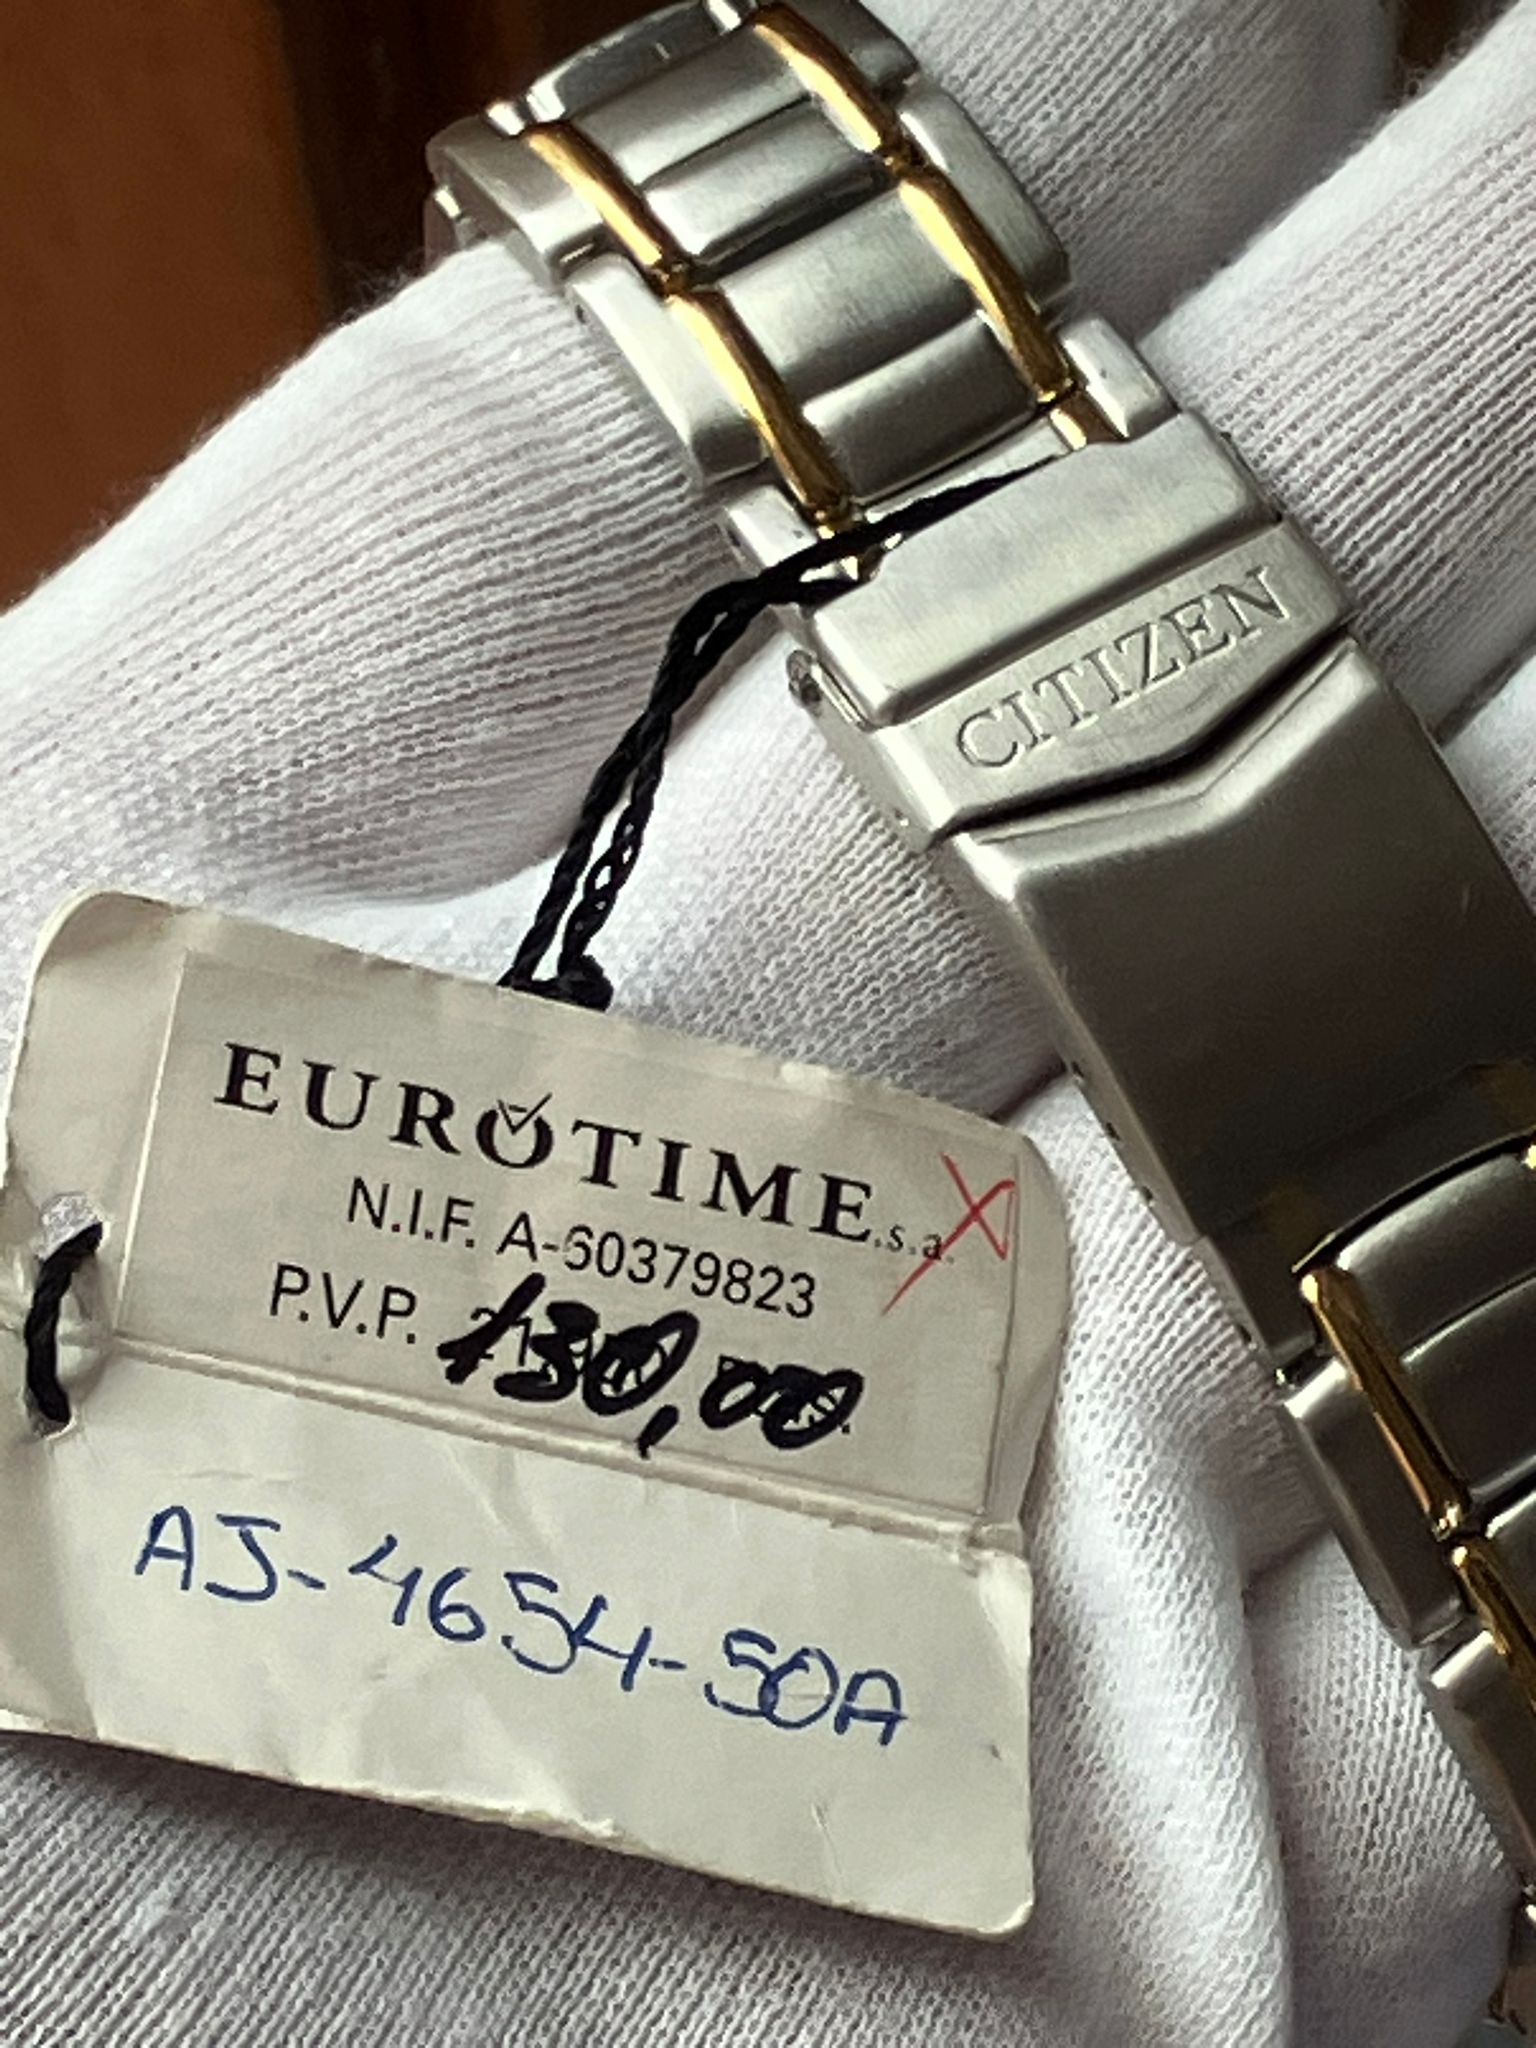 CITIZEN
EUROTIME.s.a.
N.I.F. A-60379823
P.V.P. 130,00
AJ-4654-50A